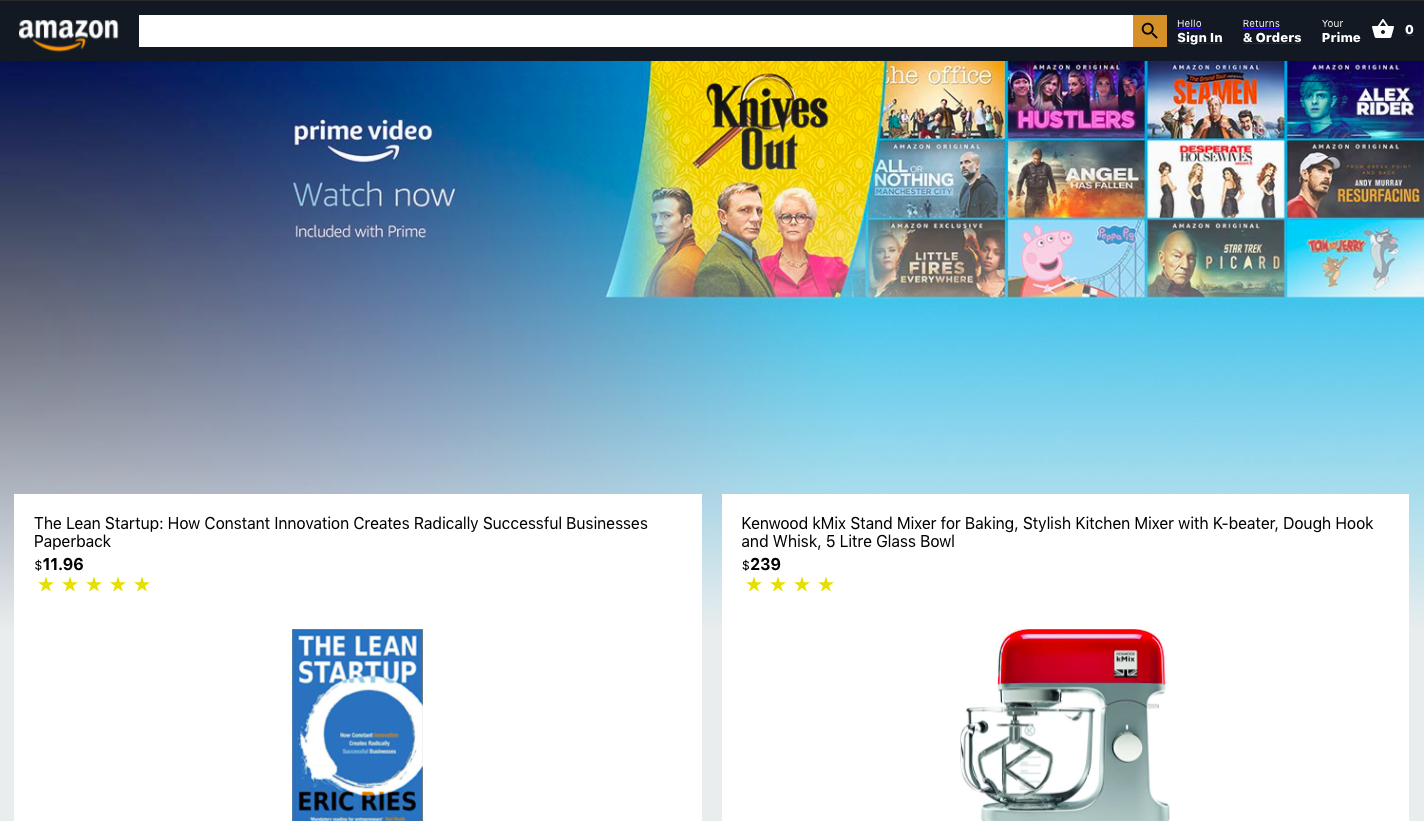 amazon
Hello
Sign In
Returns
& Orders
Your
Prime
0
prime video
Watch now
Included with Prime
Knives
Out
the office
AMAZON ORIGINAL
HUSTLERS
AMAZON ORIGINAL
The Grand Tour
SEAMEN
AMAZON ORIGINAL
ALEX
RIDER
AMAZON ORIGINAL
ALL OR
NOTHING
MANCHESTER CITY
ANGEL
HAS FALLEN
DESPERATE
HOUSEWIVES
AMAZON ORIGINAL
ANDY MURRAY
RESURFACING
AMAZON EXCLUSIVE
LITTLE
FIRES
EVERYWHERE
Peppa Pig
AMAZON ORIGINAL
STAR TREK
PICARD
TOM AND JERRY
The Lean Startup: How Constant Innovation Creates Radically Successful Businesses
Paperback
$11.96
★ ★ ★ ★ ★
THE LEAN
STARTUP
How Constant Innovation
Creates Radically
Successful Businesses
ERIC RIES
Kenwood kMix Stand Mixer for Baking, Stylish Kitchen Mixer with K-beater, Dough Hook
and Whisk, 5 Litre Glass Bowl
$239
★ ★ ★ ★
KENWOOD
kMix
K